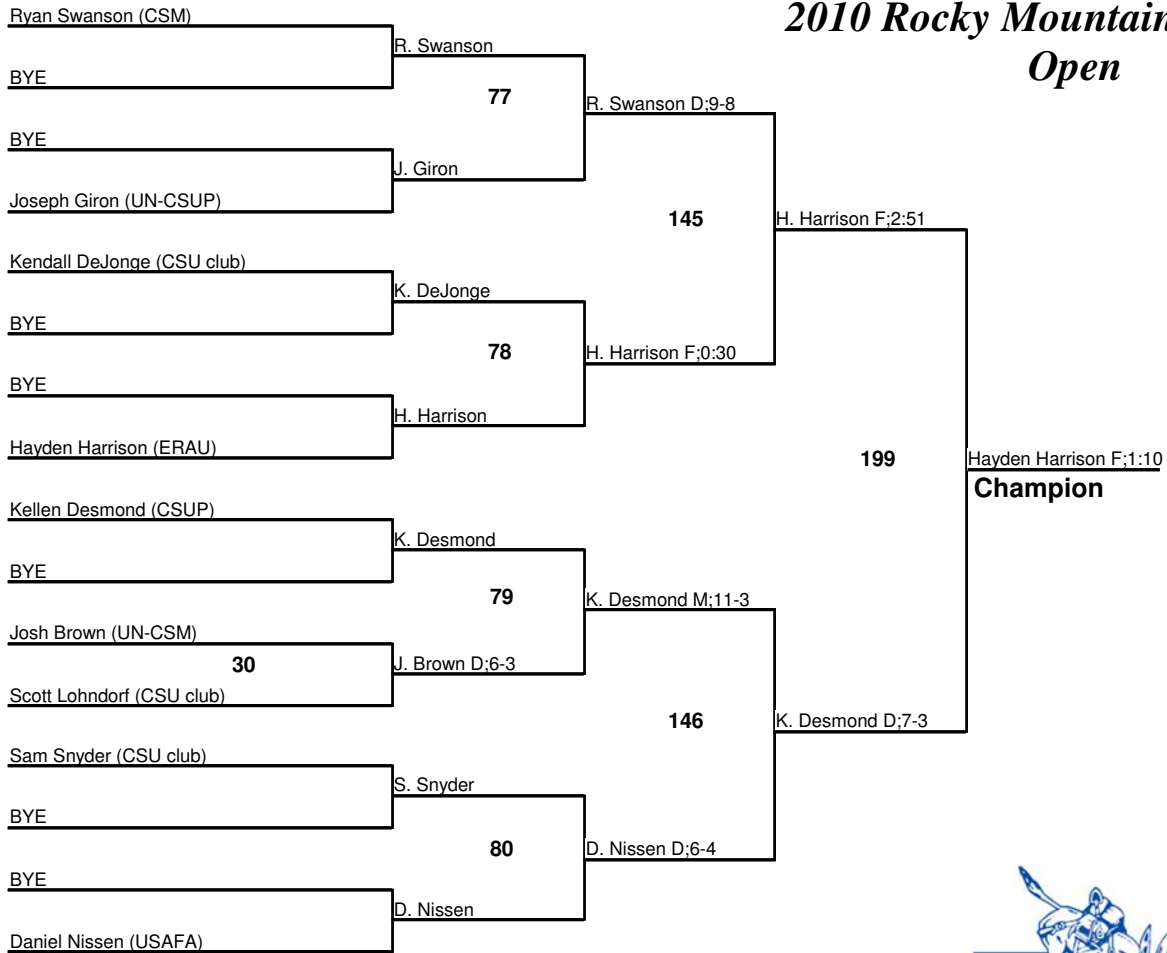 2010 Rocky Mountain
Open
Ryan Swanson (CSM)
BYE
BYE
Joseph Giron (UN-CSUP)
Kendall DeJonge (CSU club)
BYE
BYE
Hayden Harrison (ERAU)
Kellen Desmond (CSUP)
BYE
Josh Brown (UN-CSM)
30
Scott Lohndorf (CSU club)
Sam Snyder (CSU club)
BYE
BYE
Daniel Nissen (USAFA)
R. Swanson
77
J. Giron
K. DeJonge
78
H. Harrison
K. Desmond
79
J. Brown D;6-3
S. Snyder
80
D. Nissen
R. Swanson D;9-8
145
H. Harrison F;0:30
K. Desmond M;11-3
146
D. Nissen D;6-4
H. Harrison F;2:51
199
K. Desmond D;7-3
Hayden Harrison F;1:10
Champion